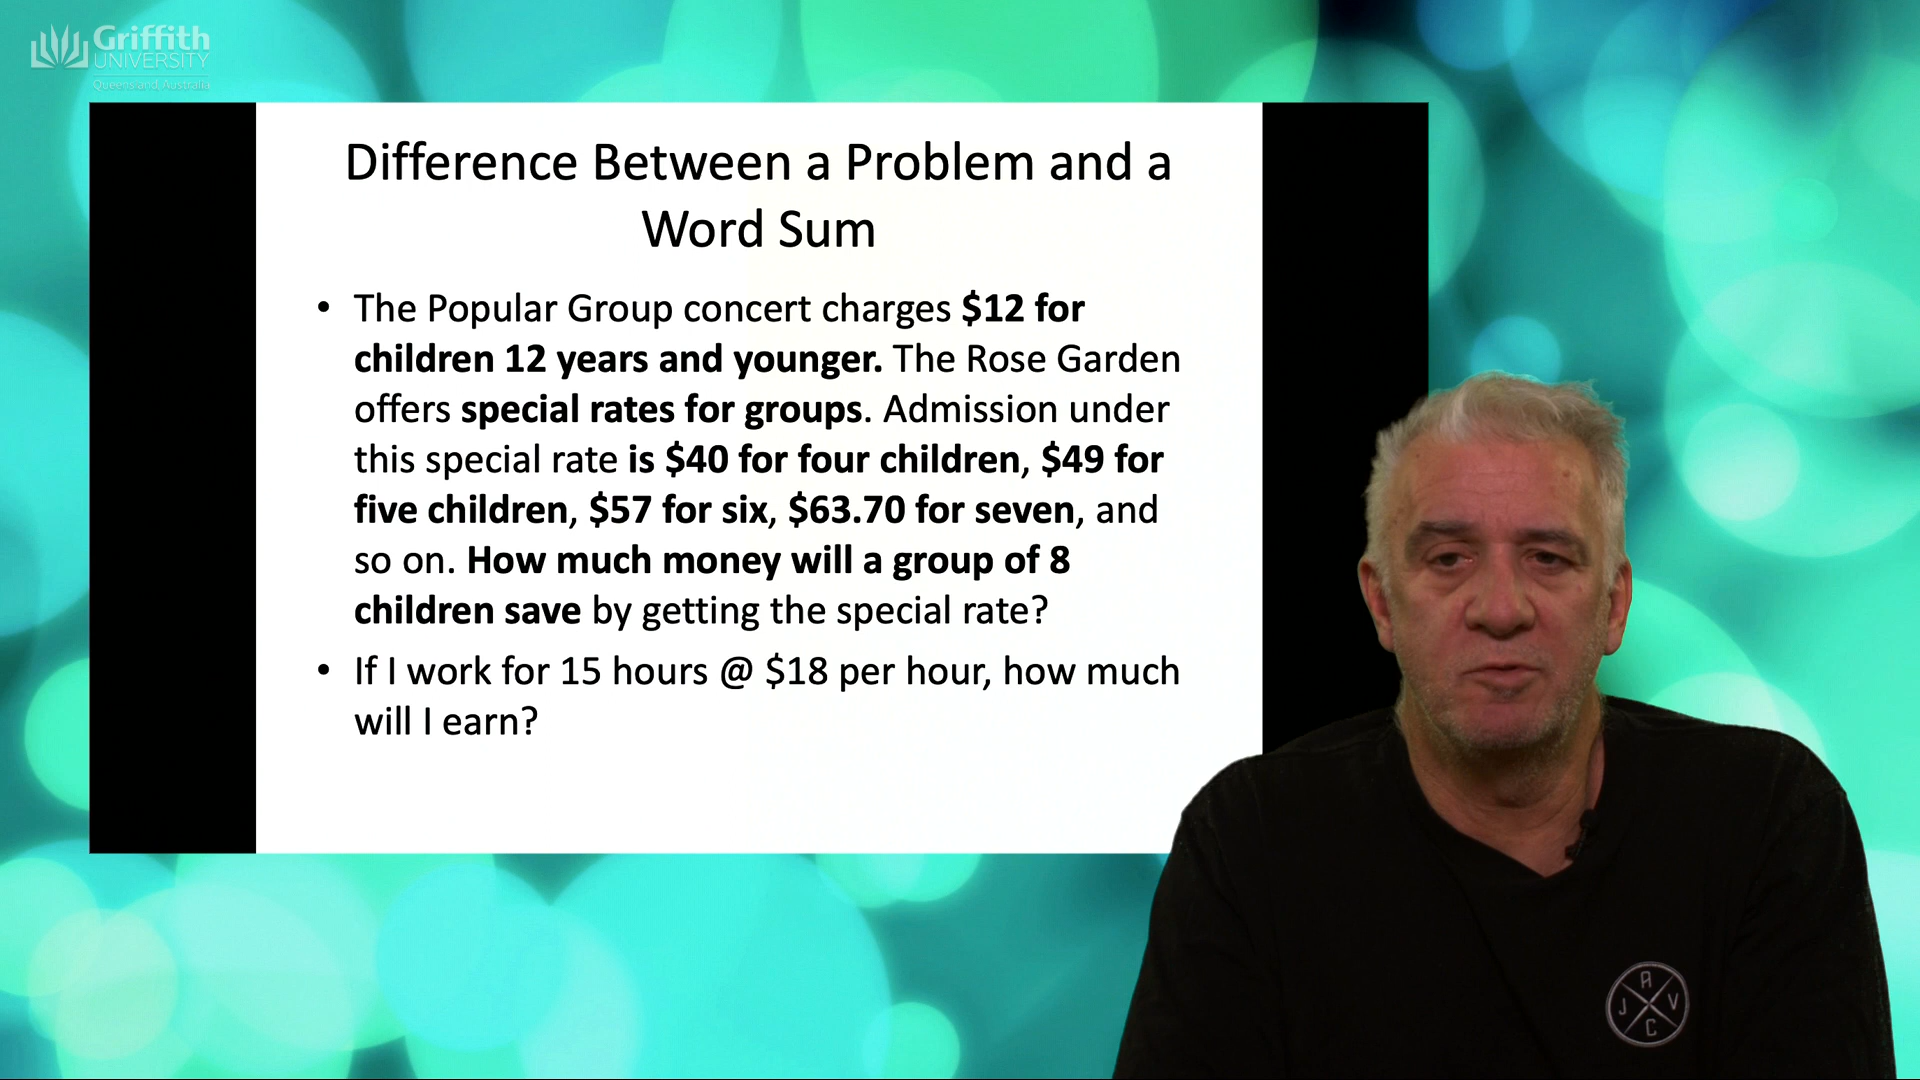 Griffith
UNIVERSITY
Queensland, Australia
Difference Between a Problem and a
Word Sum
• The Popular Group concert charges $12 for
children 12 years and younger. The Rose Garden
offers special rates for groups. Admission under
this special rate is $40 for four children, $49 for
five children, $57 for six, $63.70 for seven, and
so on. How much money will a group of 8
children save by getting the special rate?
• If I work for 15 hours @ $18 per hour, how much
will I earn?
A
J V
C